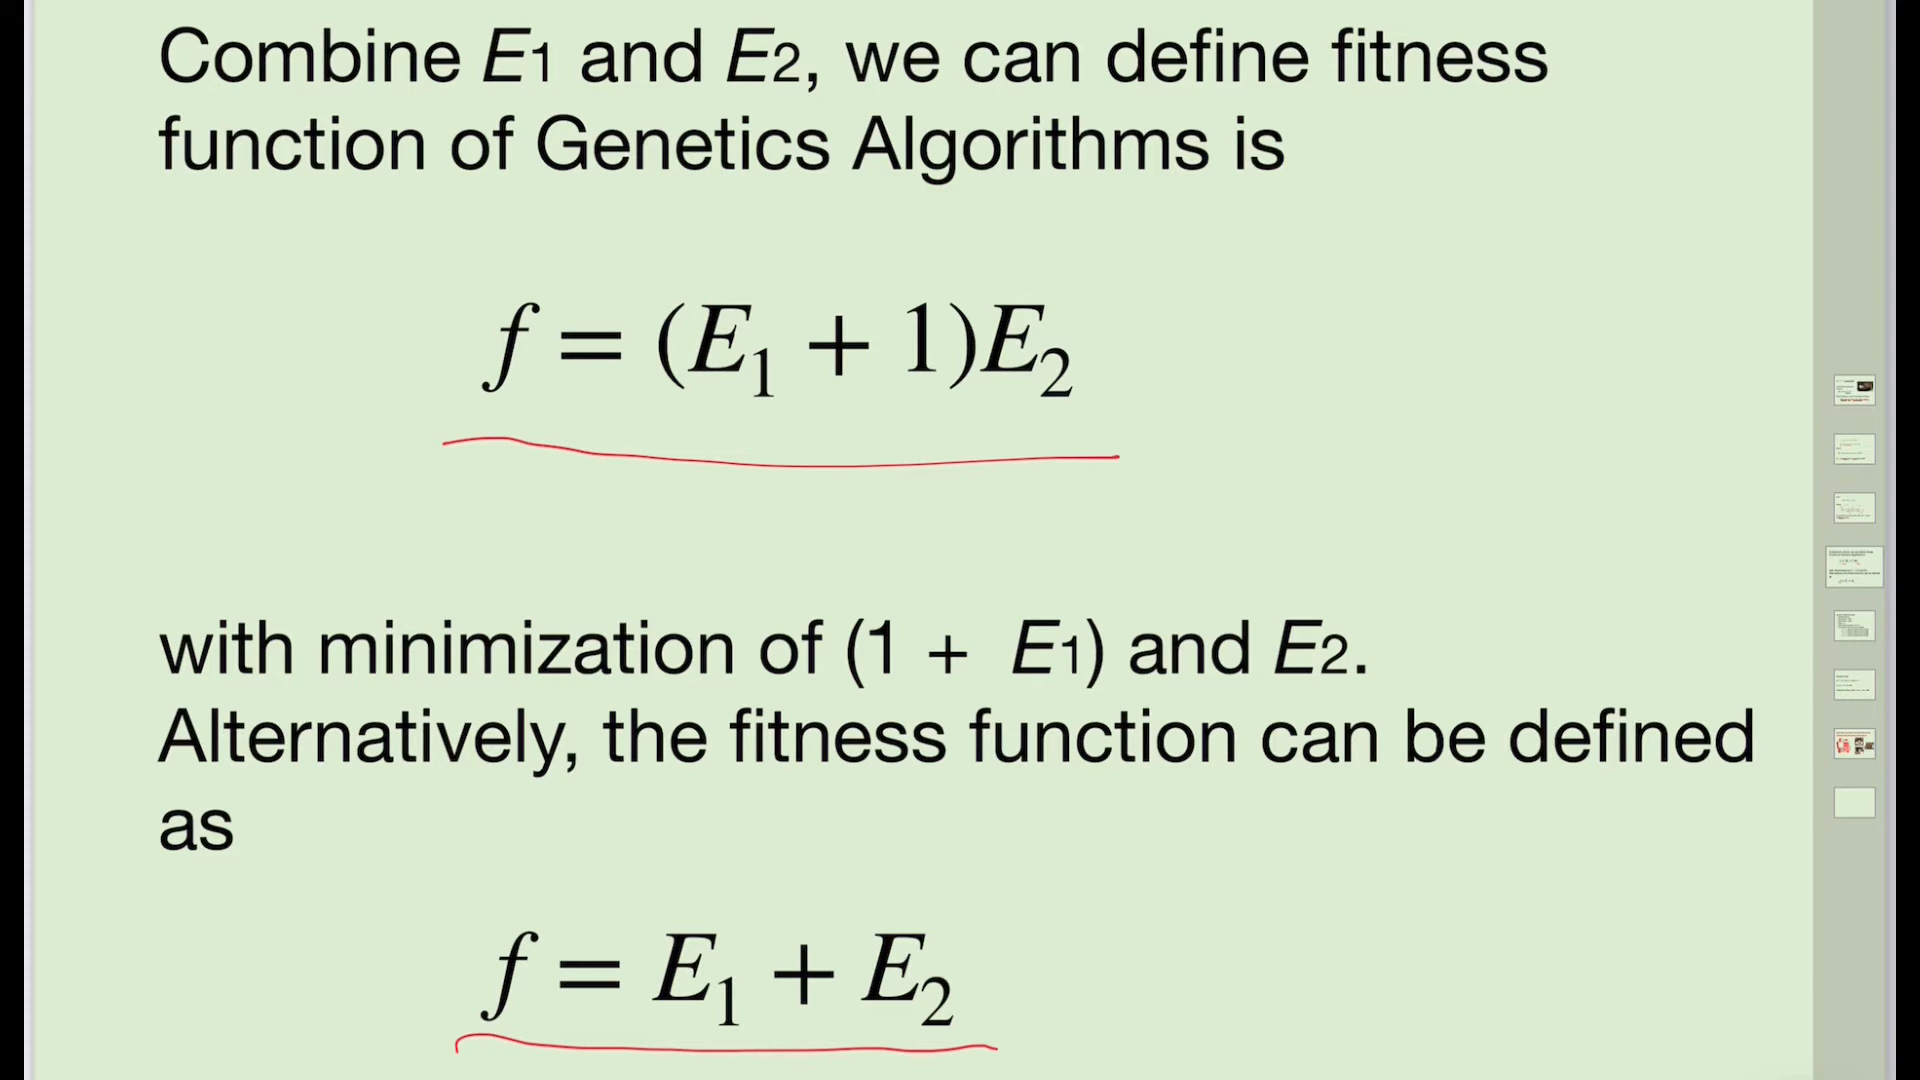 Combine E1 and E2, we can define fitness
function of Genetics Algorithms is
f = (E₁ + 1)E₂
with minimization of (1 + E1) and E2.
Alternatively, the fitness function can be defined
as
f = E₁ + E₂